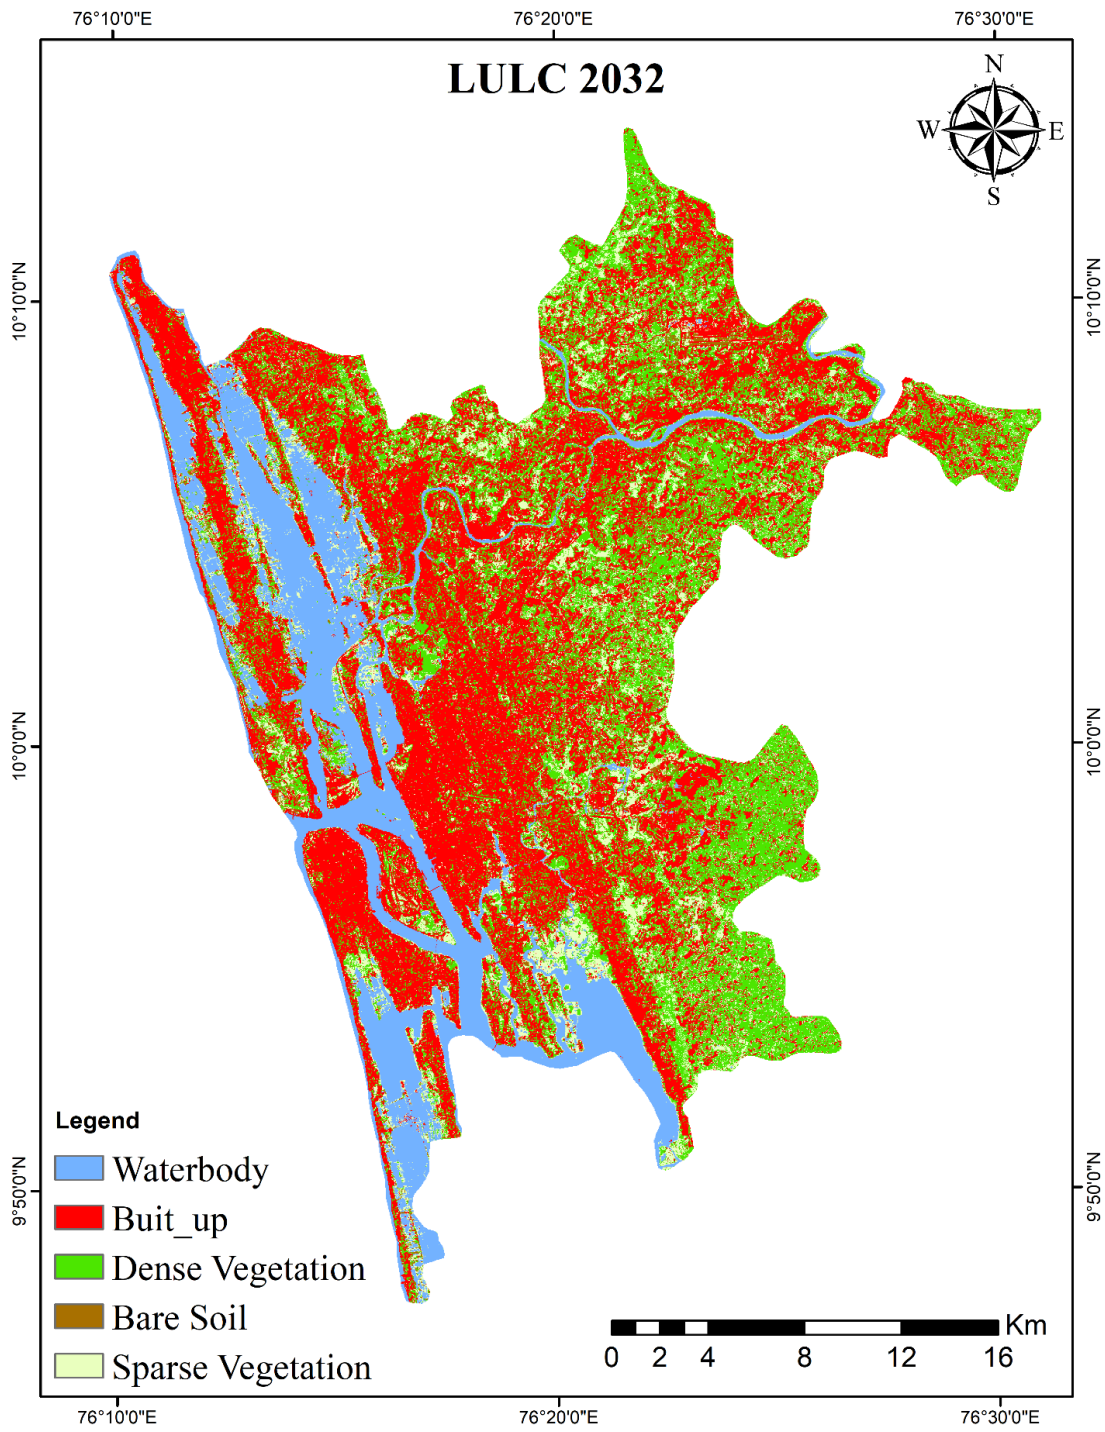 76°10'0"E 76°20'0"E 76°30'0"E
LULC 2032
N
W E
S
10°10'0"N 10°10'0"N
10°0'0"N 10°0'0"N
9°50'0"N 9°50'0"N
Legend
Waterbody
Buit_up
Dense Vegetation
Bare Soil
Sparse Vegetation
Km
0 2 4 8 12 16
76°10'0"E 76°20'0"E 76°30'0"E